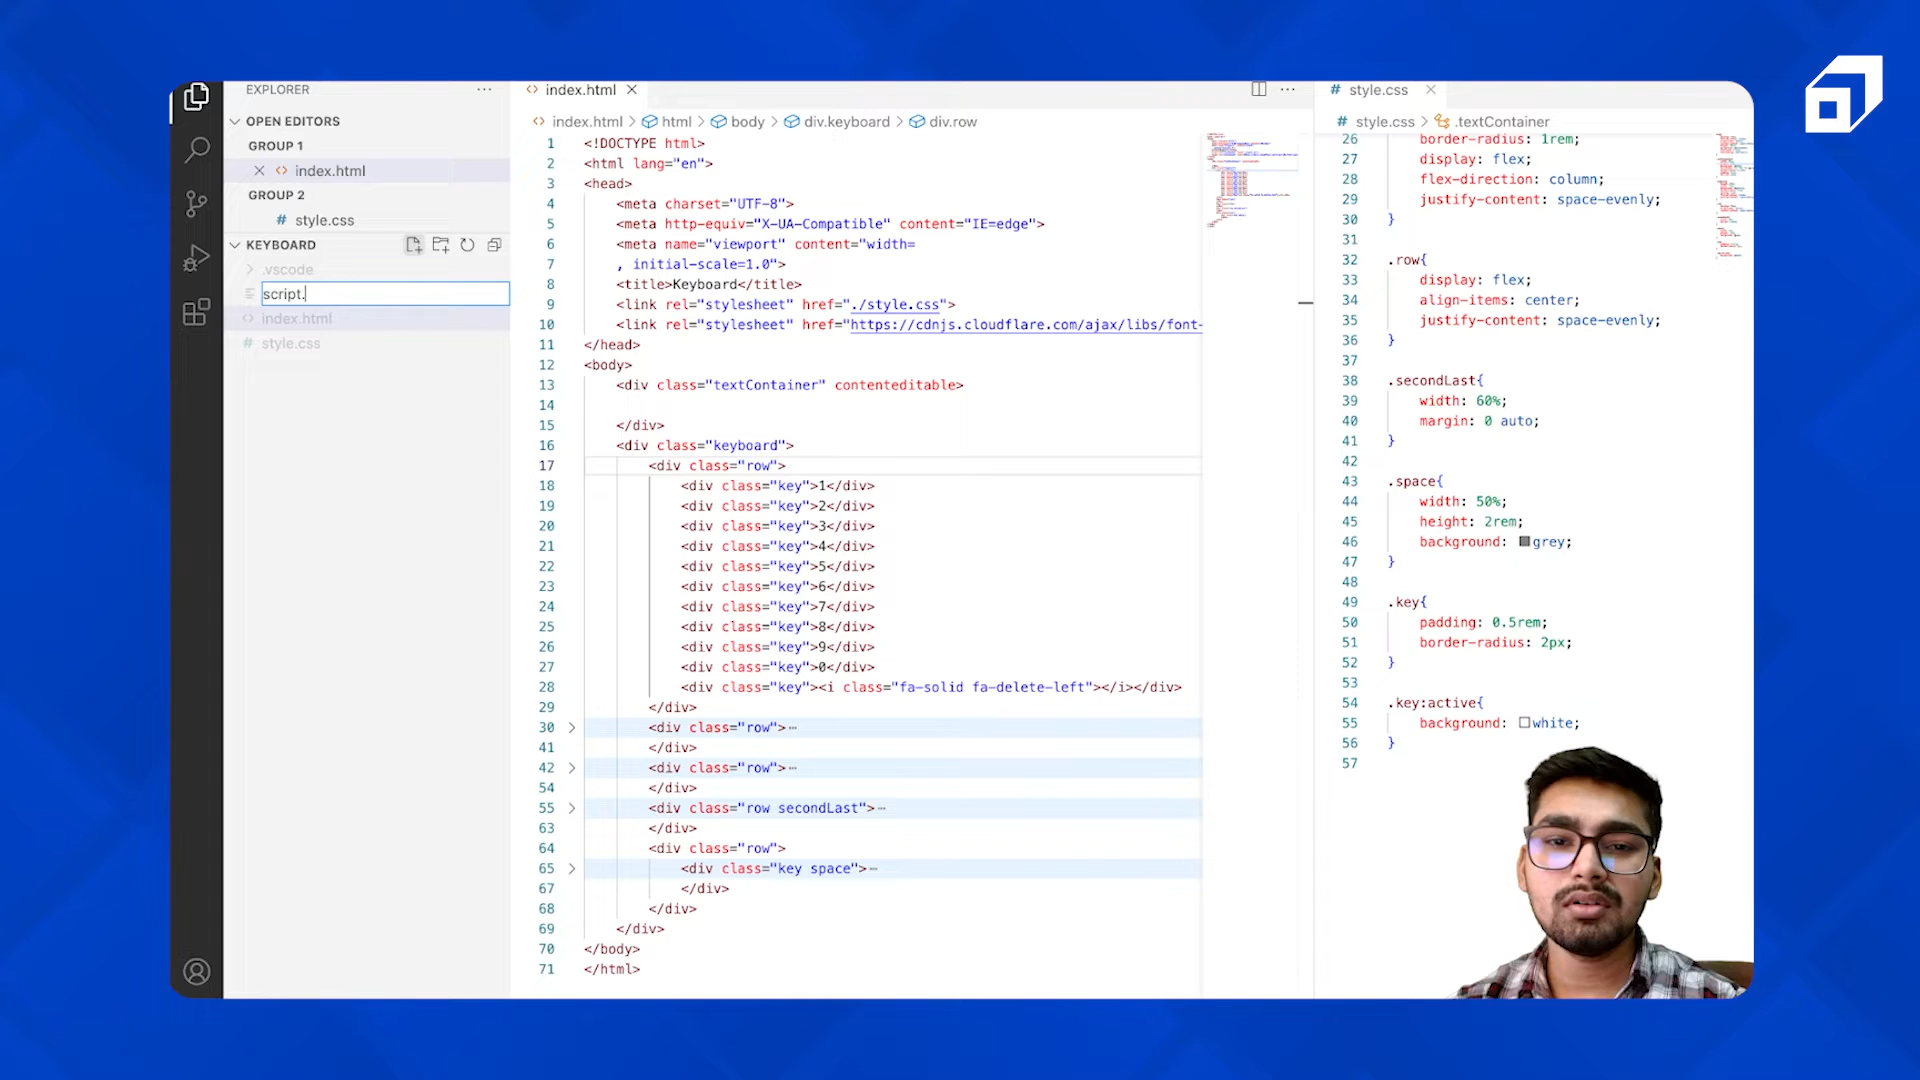 EXPLORER
OPEN EDITORS
GROUP 1
index.html
GROUP 2
# style.css
KEYBOARD
.vscode
script.
index.html
# style.css
index.html
index.html > html > body > div.keyboard > div.row
1 <!DOCTYPE html>
2 <html lang="en">
3 <head>
4 <meta charset="UTF-8">
5 <meta http-equiv="X-UA-Compatible" content="IE=edge">
6 <meta name="viewport" content="width=
7 , initial-scale=1.0">
8 <title>Keyboard</title>
9 <link rel="stylesheet" href="./style.css">
10 <link rel="stylesheet" href="https://cdnjs.cloudflare.com/ajax/libs/font-
11 </head>
12 <body>
13 <div class="textContainer" contenteditable>
14
15 </div>
16 <div class="keyboard">
17 <div class="row">
18 <div class="key">1</div>
19 <div class="key">2</div>
20 <div class="key">3</div>
21 <div class="key">4</div>
22 <div class="key">5</div>
23 <div class="key">6</div>
24 <div class="key">7</div>
25 <div class="key">8</div>
26 <div class="key">9</div>
27 <div class="key">0</div>
28 <div class="key"><i class="fa-solid fa-delete-left"></i></div>
29 </div>
30 <div class="row">…
41 </div>
42 <div class="row">…
54 </div>
55 <div class="row secondLast">…
63 </div>
64 <div class="row">
65 <div class="key space">…
67 </div>
68 </div>
69 </div>
70 </body>
71 </html>
# style.css
# style.css > .textContainer
26 border-radius: 1rem;
27 display: flex;
28 flex-direction: column;
29 justify-content: space-evenly;
30 }
31
32 .row{
33 display: flex;
34 align-items: center;
35 justify-content: space-evenly;
36 }
37
38 .secondLast{
39 width: 60%;
40 margin: 0 auto;
41 }
42
43 .space{
44 width: 50%;
45 height: 2rem;
46 background: grey;
47 }
48
49 .key{
50 padding: 0.5rem;
51 border-radius: 2px;
52 }
53
54 .key:active{
55 background: white;
56 }
57